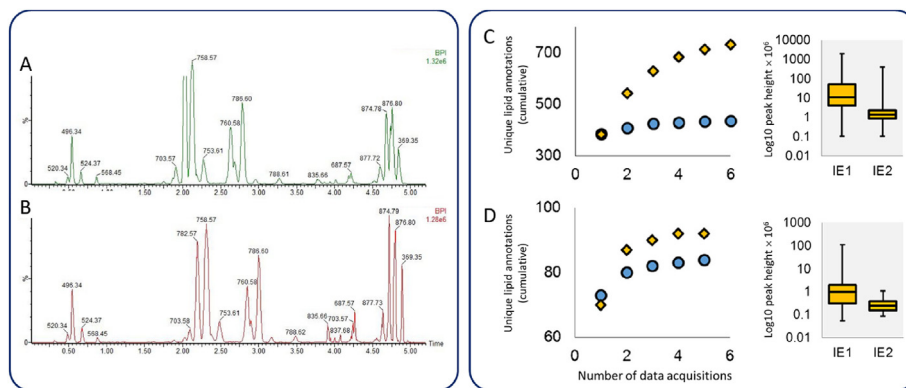 A
BPI
1.32e6
758.57
786.60
760.58
753.61
703.57
788.61
835.66
687.57
877.72
874.78
876.80
369.35
496.34
520.34
524.37
568.45
%
0.50 1.00 1.50 2.00 2.50 3.00 3.50 4.00 4.50 5.00
B
BPI
1.28e6
782.57
758.57
786.60
760.58
753.61
703.58
788.62
835.66
837.68
703.57
687.57
877.73
874.79
876.80
369.35
496.34
520.34
524.37
568.45
%
Time
0.50 1.00 1.50 2.00 2.50 3.00 3.50 4.00 4.50 5.00
C
Unique lipid annotations
(cumulative)
700
500
300
0 2 4 6
Log10 peak height × 10⁶
10000
1000
100
10
1
0.1
0.01
IE1 IE2
D
Unique lipid annotations
(cumulative)
100
80
60
0 2 4 6
Number of data acquisitions
Log10 peak height × 10⁶
1000
100
10
1
0.1
0.01
IE1 IE2